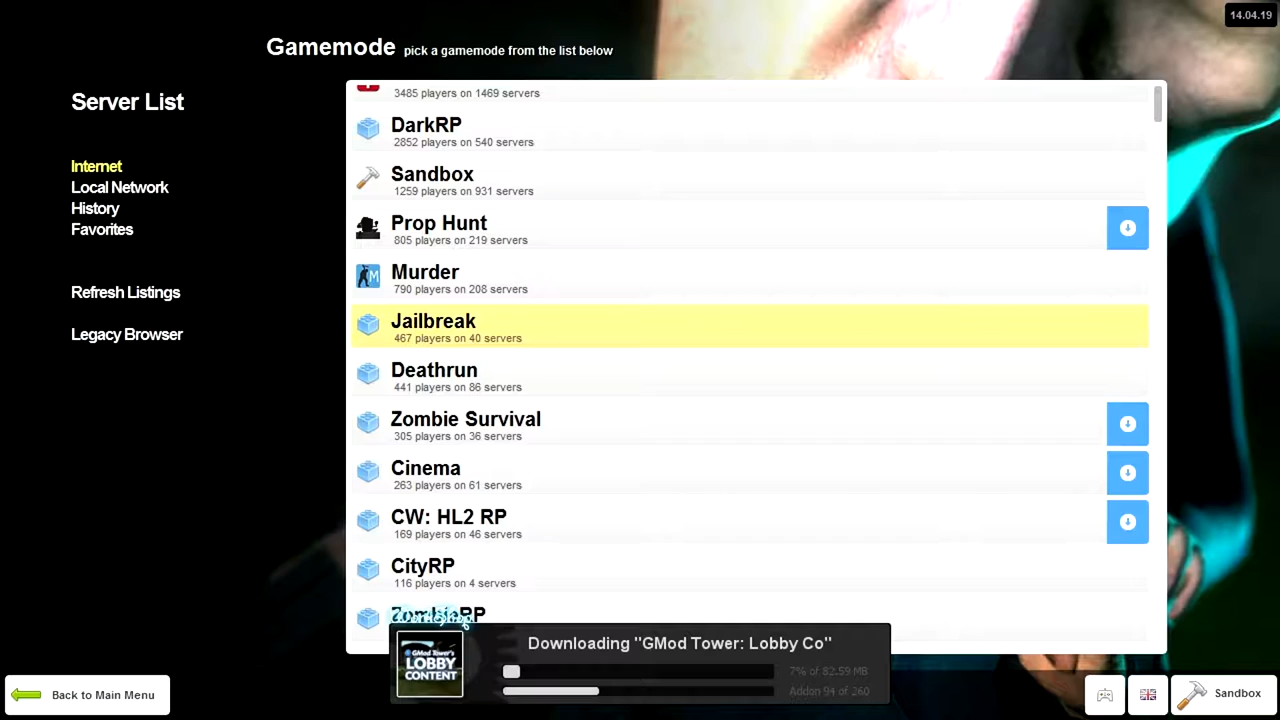 14.04.19
Gamemode pick a gamemode from the list below
Server List
Internet
Local Network
History
Favorites
Refresh Listings
Legacy Browser
3485 players on 1469 servers
DarkRP
2852 players on 540 servers
Sandbox
1259 players on 931 servers
Prop Hunt
805 players on 219 servers
Murder
790 players on 208 servers
Jailbreak
467 players on 40 servers
Deathrun
441 players on 86 servers
Zombie Survival
305 players on 36 servers
Cinema
263 players on 61 servers
CW: HL2 RP
169 players on 46 servers
CityRP
116 players on 4 servers
ZombieRP
Workshop
Downloading "GMod Tower: Lobby Co"
7% of 82.59 MB
Addon 94 of 260
GMod Tower's
LOBBY
CONTENT
Back to Main Menu
Sandbox